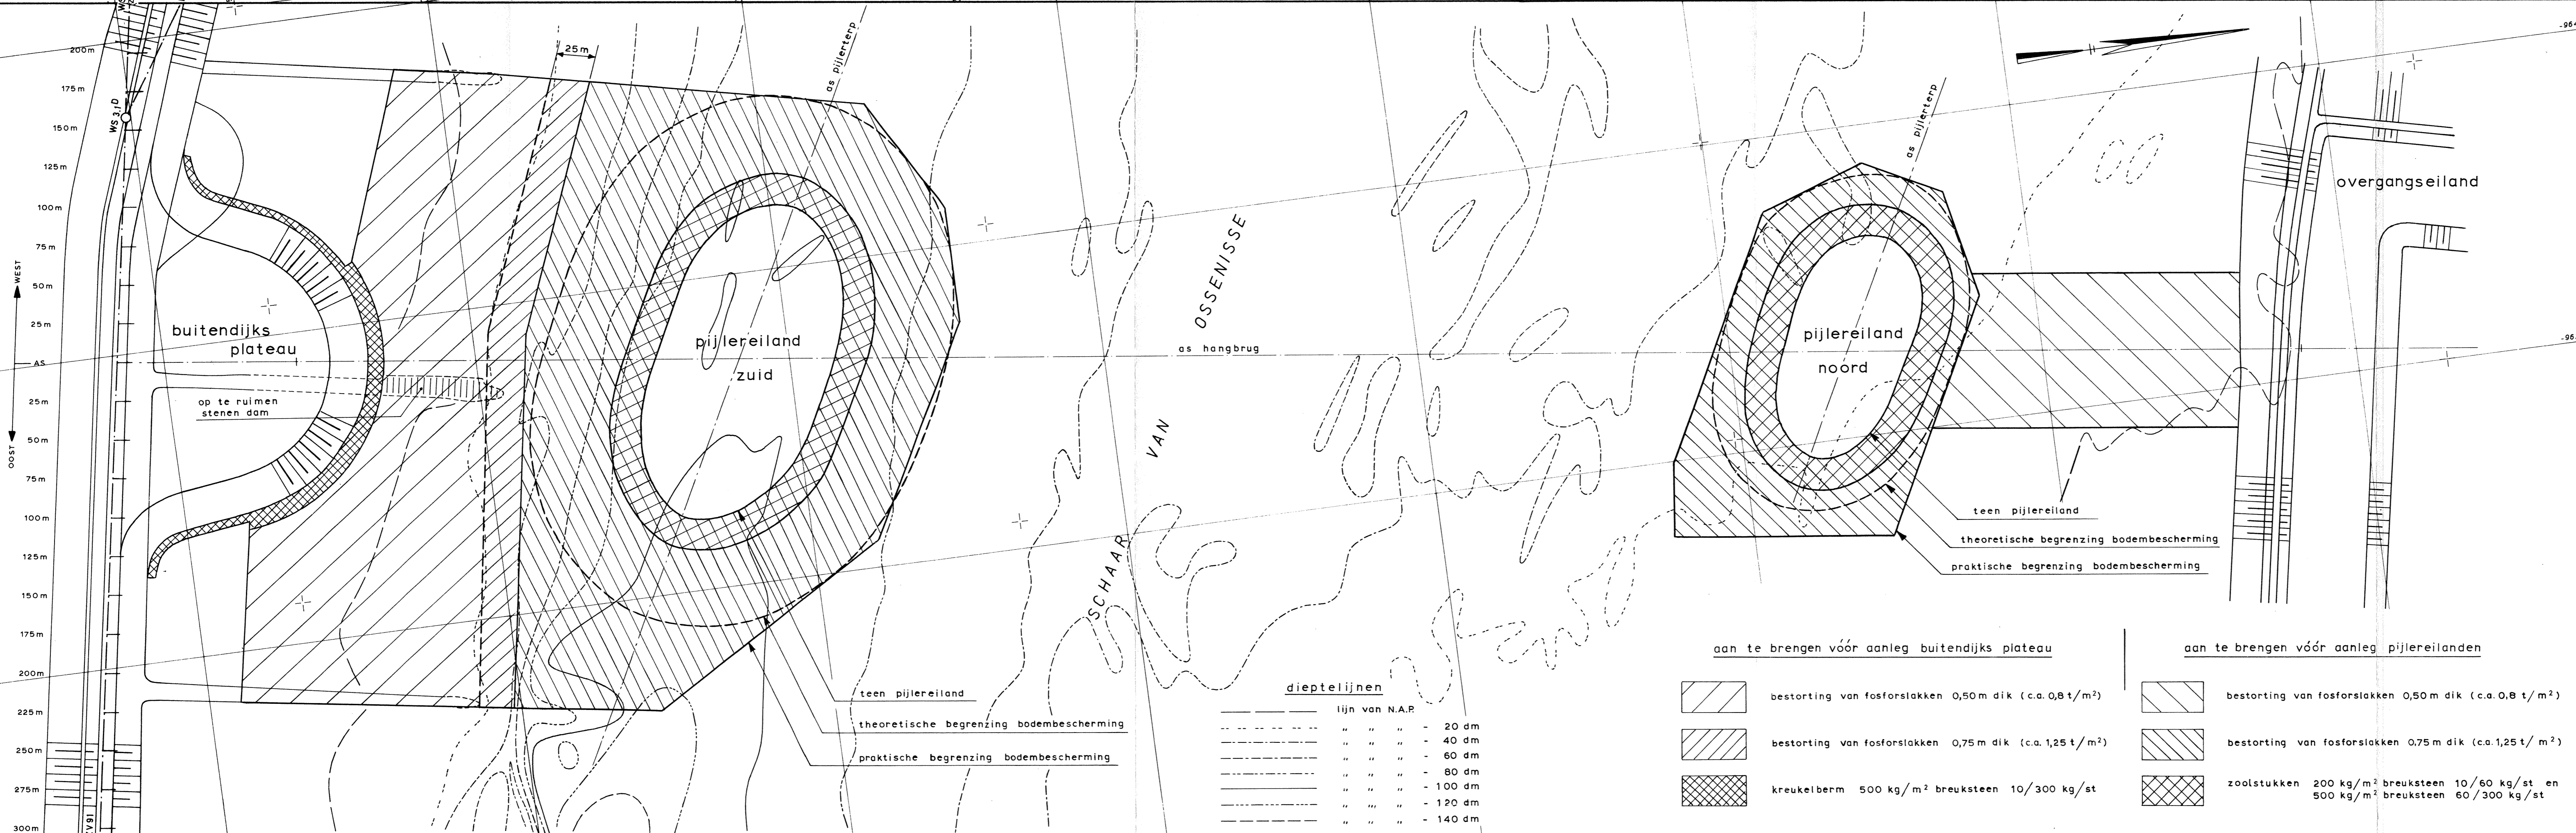 200m
175m
150m
125m
100m
75m
50m
25m
AS
25m
50m
75m
100m
125m
150m
175m
200m
225m
250m
275m
300m
WEST
OOST
WS 3.1D
25m
as pijlerterp
buitendijks
plateau
op te ruimen
stenen dam
pijlereiland
zuid
teen pijlereiland
theoretische begrenzing bodembescherming
praktische begrenzing bodembescherming
SCHAAR VAN OSSENISSE
as hangbrug
as pijlerterp
pijlereiland
noord
teen pijlereiland
theoretische begrenzing bodembescherming
praktische begrenzing bodembescherming
overgangseiland
dieptelijnen
lijn van N.A.P.
" " " - 20 dm
" " " - 40 dm
" " " - 60 dm
" " " - 80 dm
" " " - 100 dm
" " " - 120 dm
" " " - 140 dm
aan te brengen vóór aanleg buitendijks plateau
bestorting van fosforslakken 0,50 m dik (c.a. 0,8 t/m²)
bestorting van fosforslakken 0,75 m dik (c.a. 1,25 t/m²)
kreukelberm 500 kg/m² breuksteen 10/300 kg/st
aan te brengen vóór aanleg pijlereilanden
bestorting van fosforslakken 0,50 m dik (c.a. 0,8 t/m²)
bestorting van fosforslakken 0.75 m dik (c.a. 1,25 t/m²)
zoolstukken 200 kg/m² breuksteen 10/60 kg/st en
500 kg/m² breuksteen 60/300 kg/st